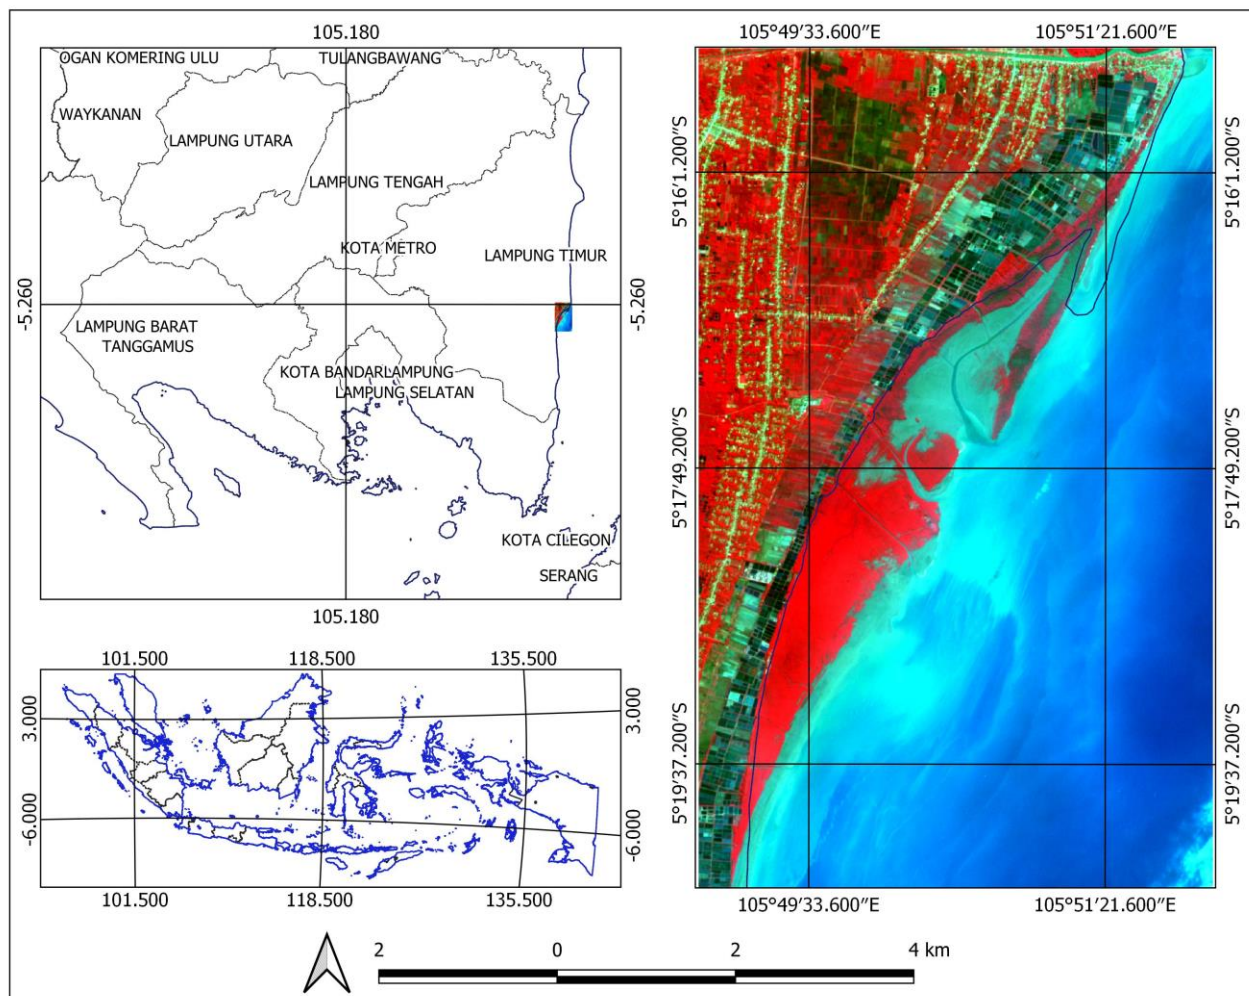 105.180
OGAN KOMERING ULU
TULANGBAWANG
WAYKANAN
LAMPUNG UTARA
LAMPUNG TENGAH
KOTA METRO
LAMPUNG TIMUR
-5.260
-5.260
LAMPUNG BARAT
TANGGAMUS
KOTA BANDARLAMPUNG
LAMPUNG SELATAN
KOTA CILEGON
SERANG
105.180
101.500 118.500 135.500
3.000
3.000
-6.000
-6.000
101.500 118.500 135.500
105°49′33.600″E 105°51′21.600″E
5°16′1.200″S
5°16′1.200″S
5°17′49.200″S
5°17′49.200″S
5°19′37.200″S
5°19′37.200″S
105°49′33.600″E 105°51′21.600″E
2 0 2 4 km